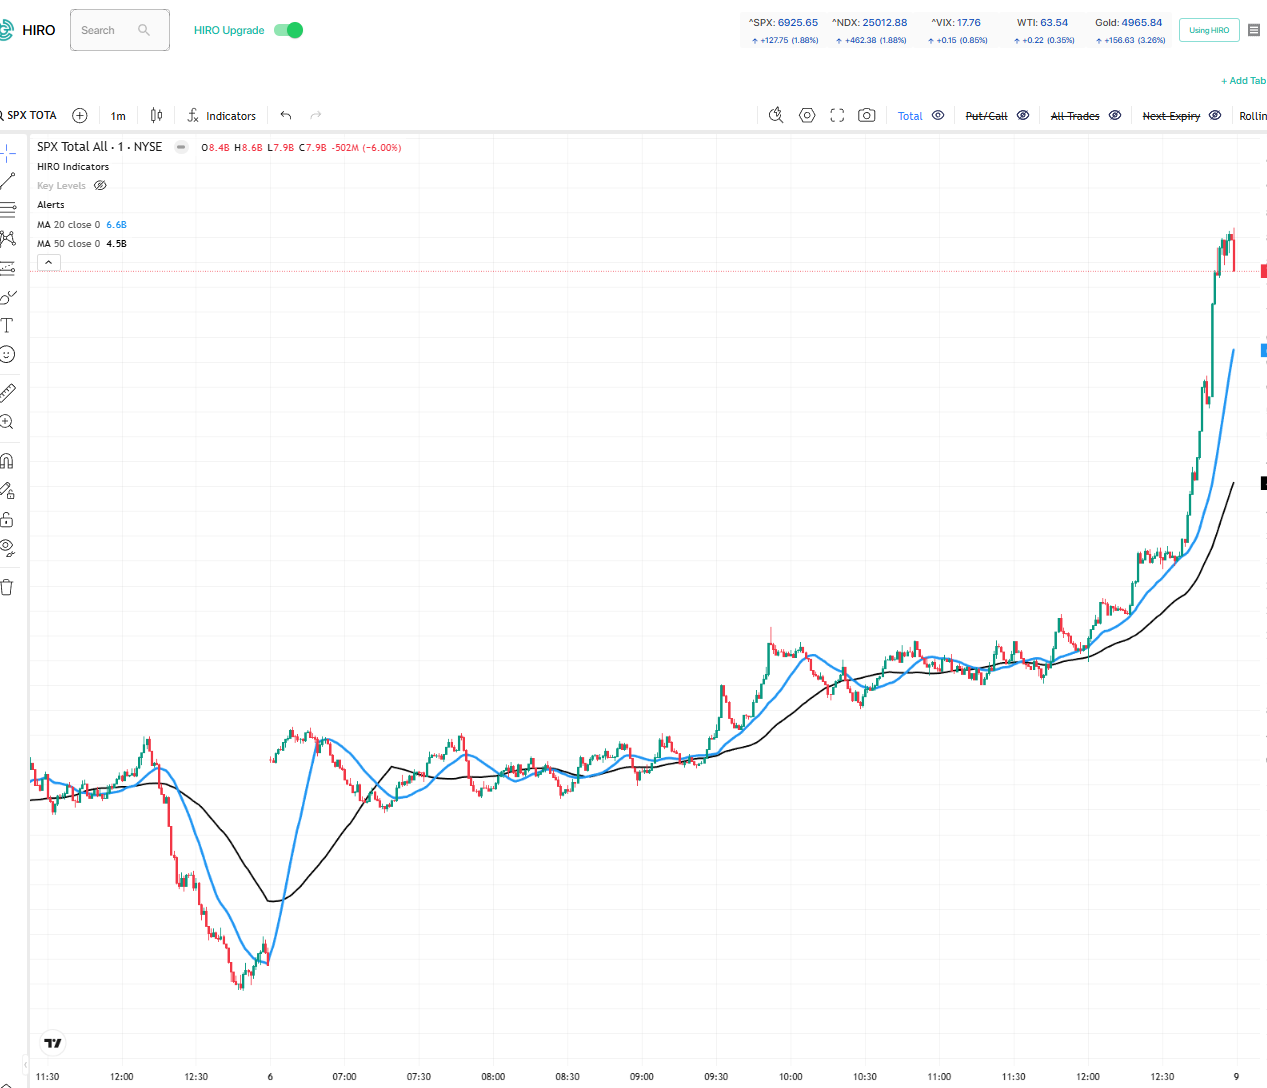 HIRO
Search
HIRO Upgrade
^SPX: 6925.65
+127.75 (1.88%)
^NDX: 25012.88
+462.38 (1.88%)
^VIX: 17.76
+0.15 (0.85%)
WTI: 63.54
+0.22 (0.35%)
Gold: 4965.84
+156.63 (3.26%)
Using HIRO
+ Add Tab
SPX TOTA
1m
Indicators
Total
Put/Call
All Trades
Next Expiry
Rollin
SPX Total All · 1 · NYSE
O8.4B H8.6B L7.9B C7.9B -502M (−6.00%)
HIRO Indicators
Key Levels
Alerts
MA 20 close 0 6.6B
MA 50 close 0 4.5B
11:30 12:00 12:30 6 07:00 07:30 08:00 08:30 09:00 09:30 10:00 10:30 11:00 11:30 12:00 12:30 9